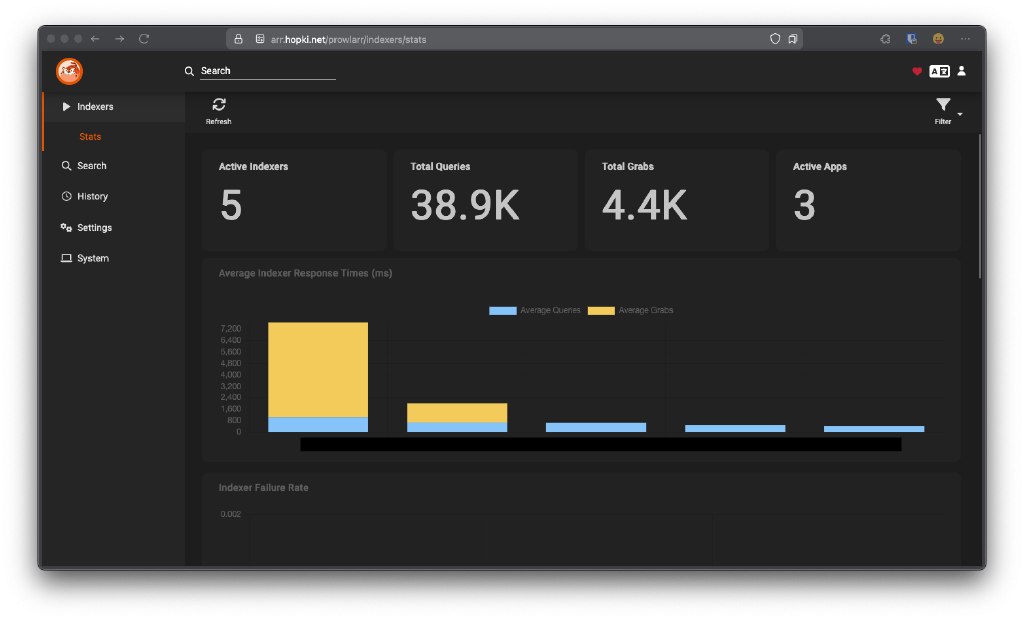 arr.hopki.net/prowlarr/indexers/stats
Search
Indexers
Stats
Search
History
Settings
System
Refresh
Filter
Active Indexers
5
Total Queries
38.9K
Total Grabs
4.4K
Active Apps
3
Average Indexer Response Times (ms)
Average Queries
Average Grabs
7,200
6,400
5,600
4,800
4,000
3,200
2,400
1,600
800
0
Indexer Failure Rate
0.002